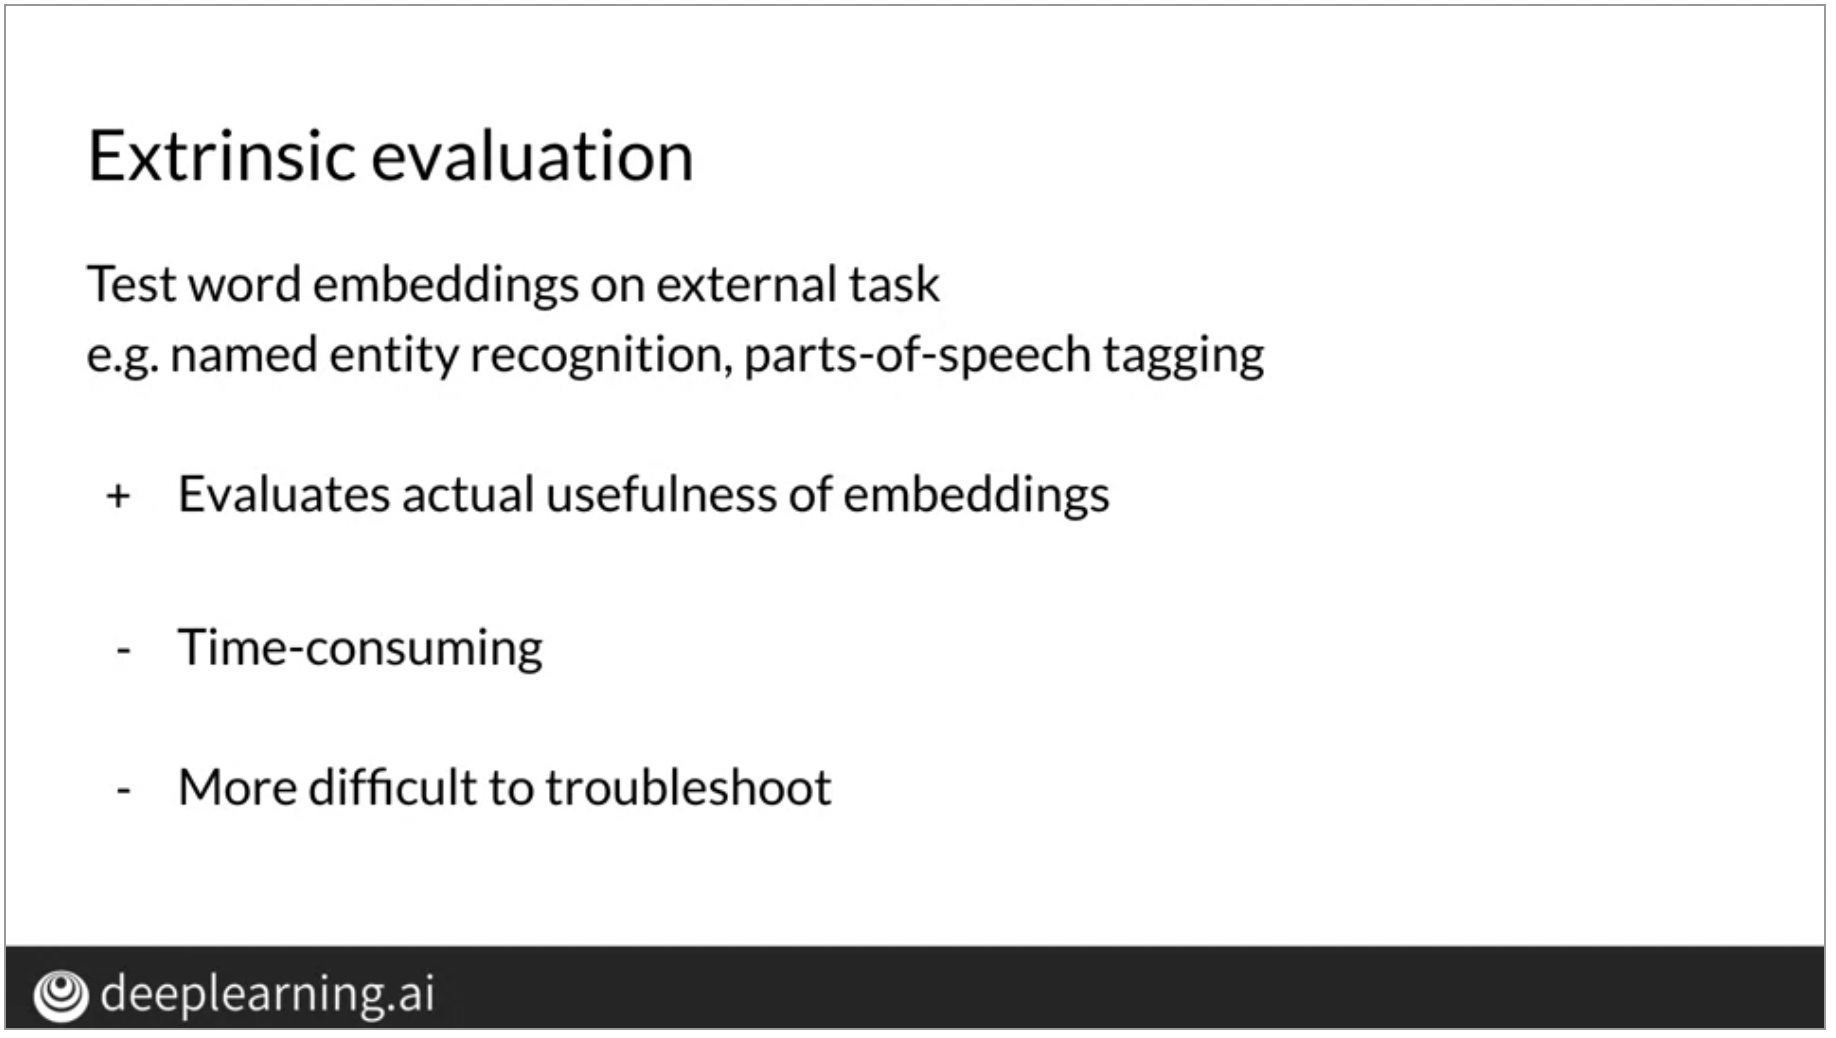 Extrinsic evaluation
Test word embeddings on external task
e.g. named entity recognition, parts-of-speech tagging
+ Evaluates actual usefulness of embeddings
- Time-consuming
- More difficult to troubleshoot
deeplearning.ai